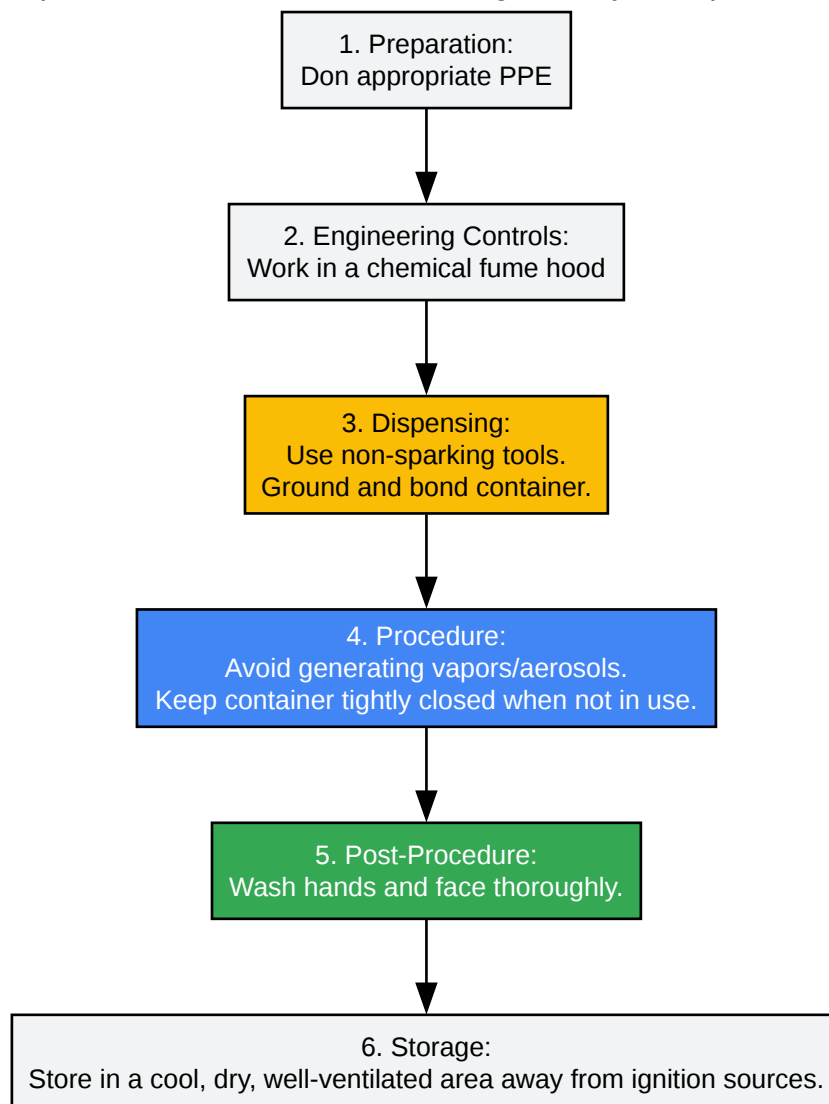 1. Preparation:
Don appropriate PPE
2. Engineering Controls:
Work in a chemical fume hood
3. Dispensing:
Use non-sparking tools.
Ground and bond container.
4. Procedure:
Avoid generating vapors/aerosols.
Keep container tightly closed when not in use.
5. Post-Procedure:
Wash hands and face thoroughly.
6. Storage:
Store in a cool, dry, well-ventilated area away from ignition sources.